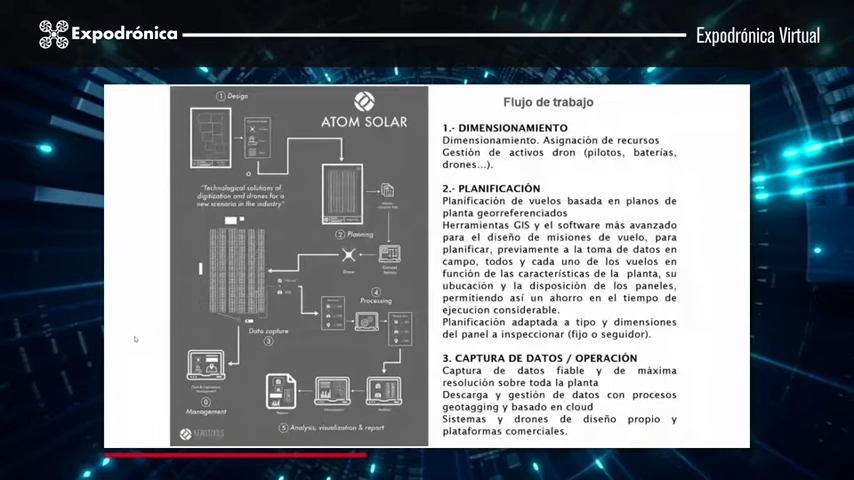 Expodrónica
Expodrónica Virtual
1 Design
ATOM SOLAR
"Technological solutions of
digitization and drones for a
new scenario in the industry"
2 Planning
Drone
4
Processing
Data capture
3
0
Management
5 Analysis, visualization & report
Flujo de trabajo
1.- DIMENSIONAMIENTO
Dimensionamiento. Asignación de recursos
Gestión de activos dron (pilotos, baterías,
drones...).
2.- PLANIFICACIÓN
Planificación de vuelos basada en planos de
planta georreferenciados
Herramientas GIS y el software más avanzado
para el diseño de misiones de vuelo, para
planificar, previamente a la toma de datos en
campo, todos y cada uno de los vuelos en
función de las características de la planta, su
ubucación y la disposición de los paneles,
permitiendo así un ahorro en el tiempo de
ejecucion considerable.
Planificación adaptada a tipo y dimensiones
del panel a inspeccionar (fijo o seguidor).
3. CAPTURA DE DATOS / OPERACIÓN
Captura de datos fiable y de máxima
resolución sobre toda la planta
Descarga y gestión de datos con procesos
geotagging y basado en cloud
Sistemas y drones de diseño propio y
plataformas comerciales.